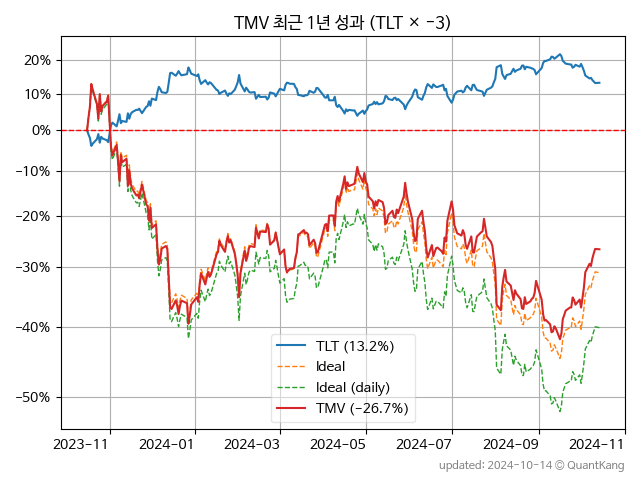 TMV 최근 1년 성과 (TLT × −3)
20%
10%
0%
−10%
−20%
−30%
−40%
−50%
TLT (13.2%)
Ideal
Ideal (daily)
TMV (−26.7%)
2023−11 2024−01 2024−03 2024−05 2024−07 2024−09 2024−11
updated: 2024-10-14 © QuantKang